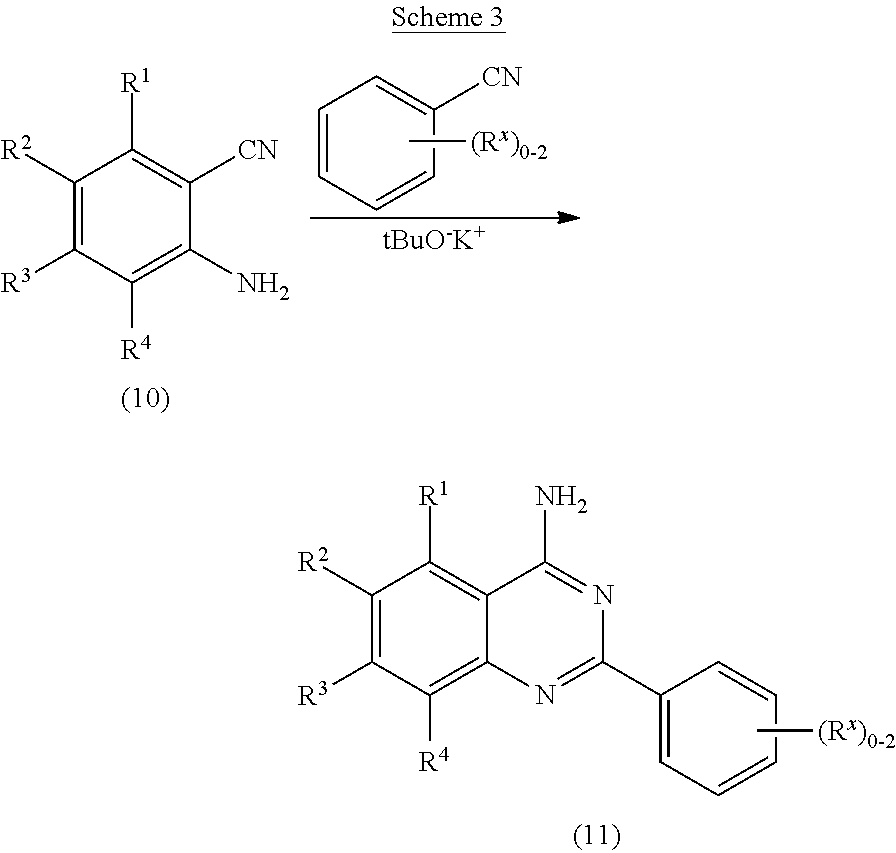 Scheme 3
R¹
CN
R²
CN
(Rˣ)₀₋₂
tBuO⁻K⁺
R³
NH₂
R⁴
(10)
R¹
NH₂
R²
N
R³
N
(Rˣ)₀₋₂
R⁴
(11)